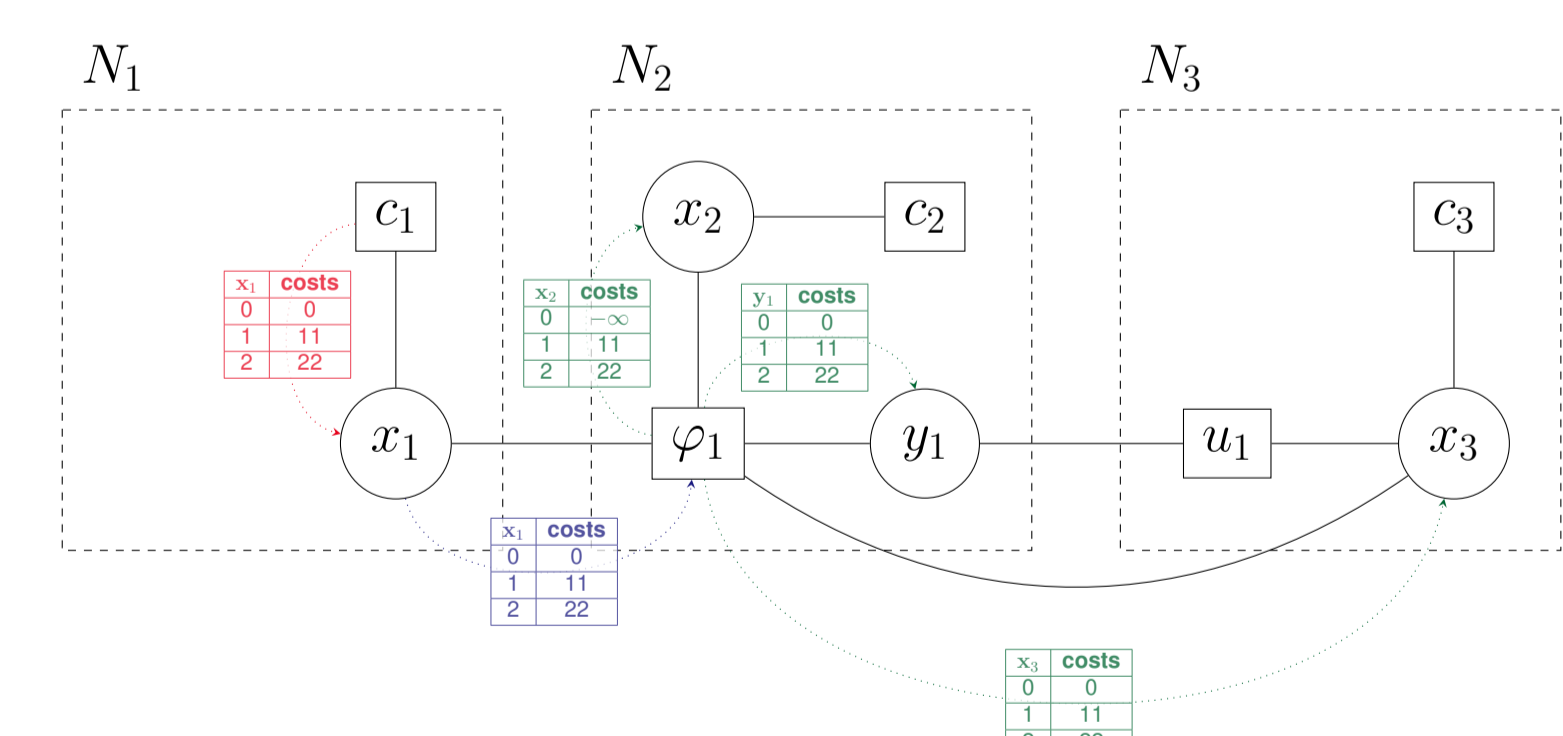 N₁ N₂ N₃
c₁ x₂ c₂ c₃
x₁ costs
0 0
1 11
2 22
x₂ costs
0 −∞
1 11
2 22
y₁ costs
0 0
1 11
2 22
x₁ φ₁ y₁ u₁ x₃
x₁ costs
0 0
1 11
2 22
x₃ costs
0 0
1 11